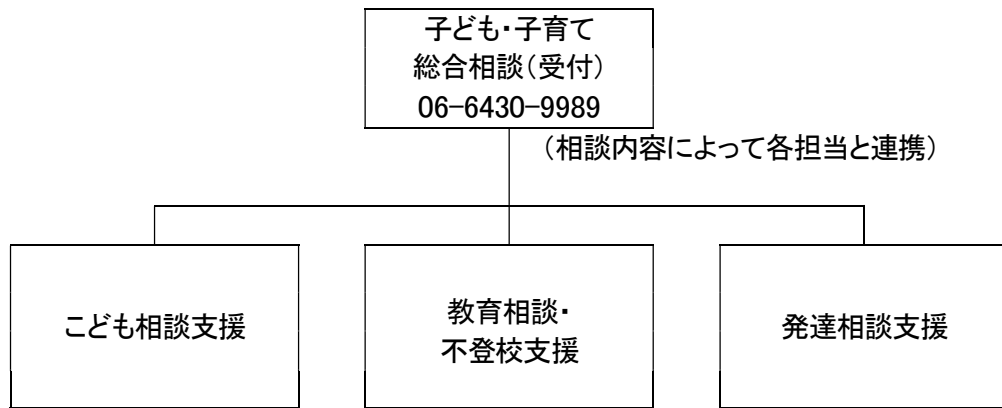 子ども・子育て
総合相談（受付）
06-6430-9989
（相談内容によって各担当と連携）
こども相談支援
教育相談・
不登校支援
発達相談支援